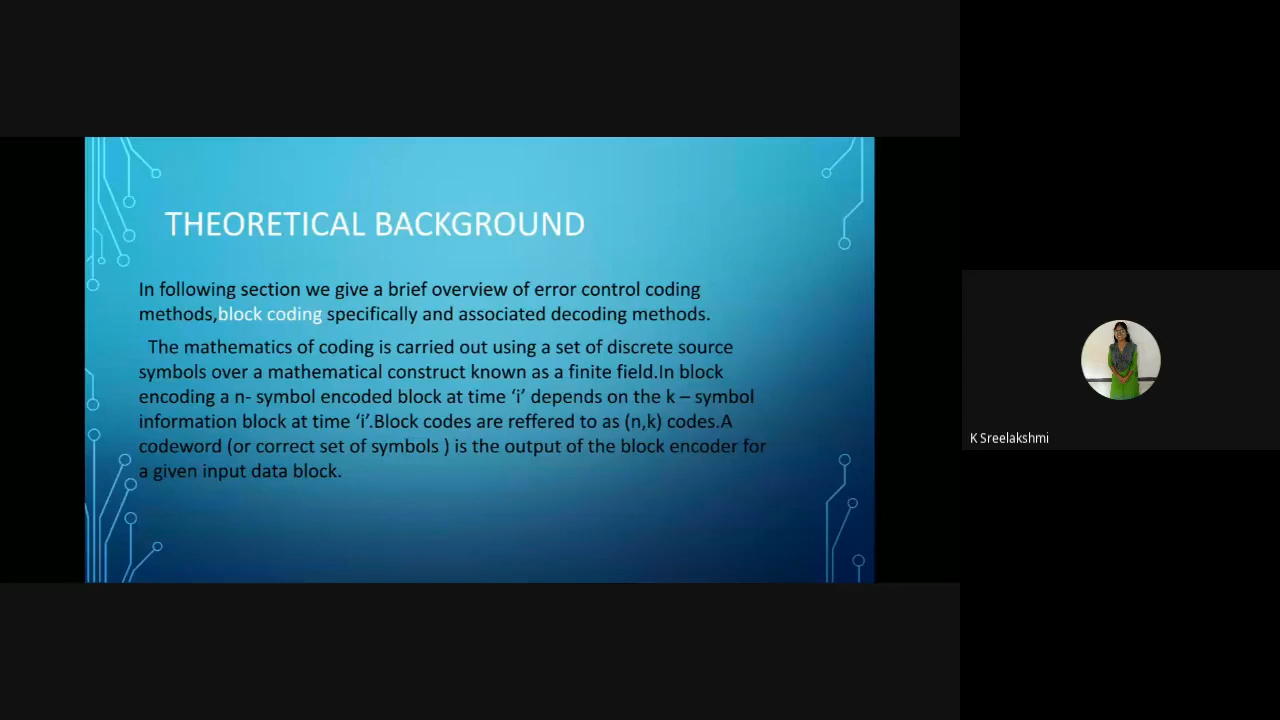 THEORETICAL BACKGROUND
In following section we give a brief overview of error control coding
methods,block coding specifically and associated decoding methods.
The mathematics of coding is carried out using a set of discrete source
symbols over a mathematical construct known as a finite field.In block
encoding a n- symbol encoded block at time ‘i’ depends on the k – symbol
information block at time ‘i’.Block codes are reffered to as (n,k) codes.A
codeword (or correct set of symbols ) is the output of the block encoder for
a given input data block.
K Sreelakshmi